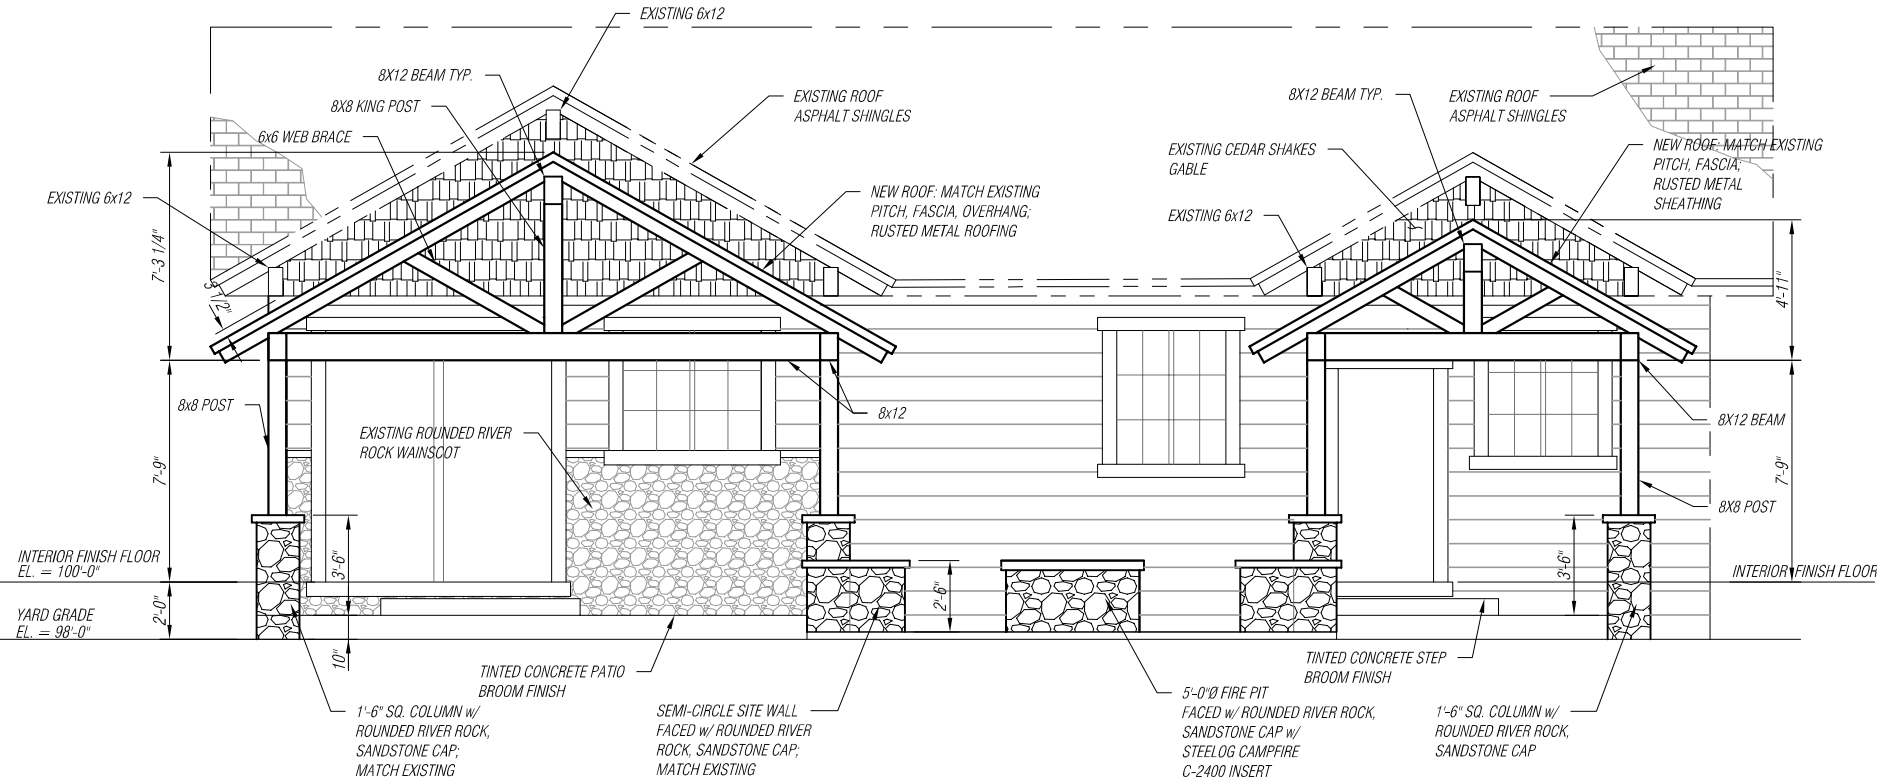 EXISTING 6x12
8X12 BEAM TYP.
8X8 KING POST
6x6 WEB BRACE
EXISTING ROOF
ASPHALT SHINGLES
8X12 BEAM TYP.
EXISTING ROOF
ASPHALT SHINGLES
EXISTING CEDAR SHAKES
GABLE
NEW ROOF: MATCH EXISTING
PITCH, FASCIA;
RUSTED METAL
SHEATHING
EXISTING 6x12
NEW ROOF: MATCH EXISTING
PITCH, FASCIA, OVERHANG;
RUSTED METAL ROOFING
EXISTING 6x12
7'-3 1/4"
9 1/2"
4'-11"
8x8 POST
8x12
8X12 BEAM
EXISTING ROUNDED RIVER
ROCK WAINSCOT
7'-9"
7'-9"
8X8 POST
INTERIOR FINISH FLOOR
EL. = 100'-0"
3'-6"
3'-6"
INTERIOR FINISH FLOOR
YARD GRADE
EL. = 98'-0"
2'-0"
2'-6"
10"
TINTED CONCRETE PATIO
BROOM FINISH
TINTED CONCRETE STEP
BROOM FINISH
1'-6" SQ. COLUMN w/
ROUNDED RIVER ROCK,
SANDSTONE CAP;
MATCH EXISTING
SEMI-CIRCLE SITE WALL
FACED w/ ROUNDED RIVER
ROCK, SANDSTONE CAP;
MATCH EXISTING
5'-0"Ø FIRE PIT
FACED w/ ROUNDED RIVER ROCK,
SANDSTONE CAP w/
STEELOG CAMPFIRE
C-2400 INSERT
1'-6" SQ. COLUMN w/
ROUNDED RIVER ROCK,
SANDSTONE CAP